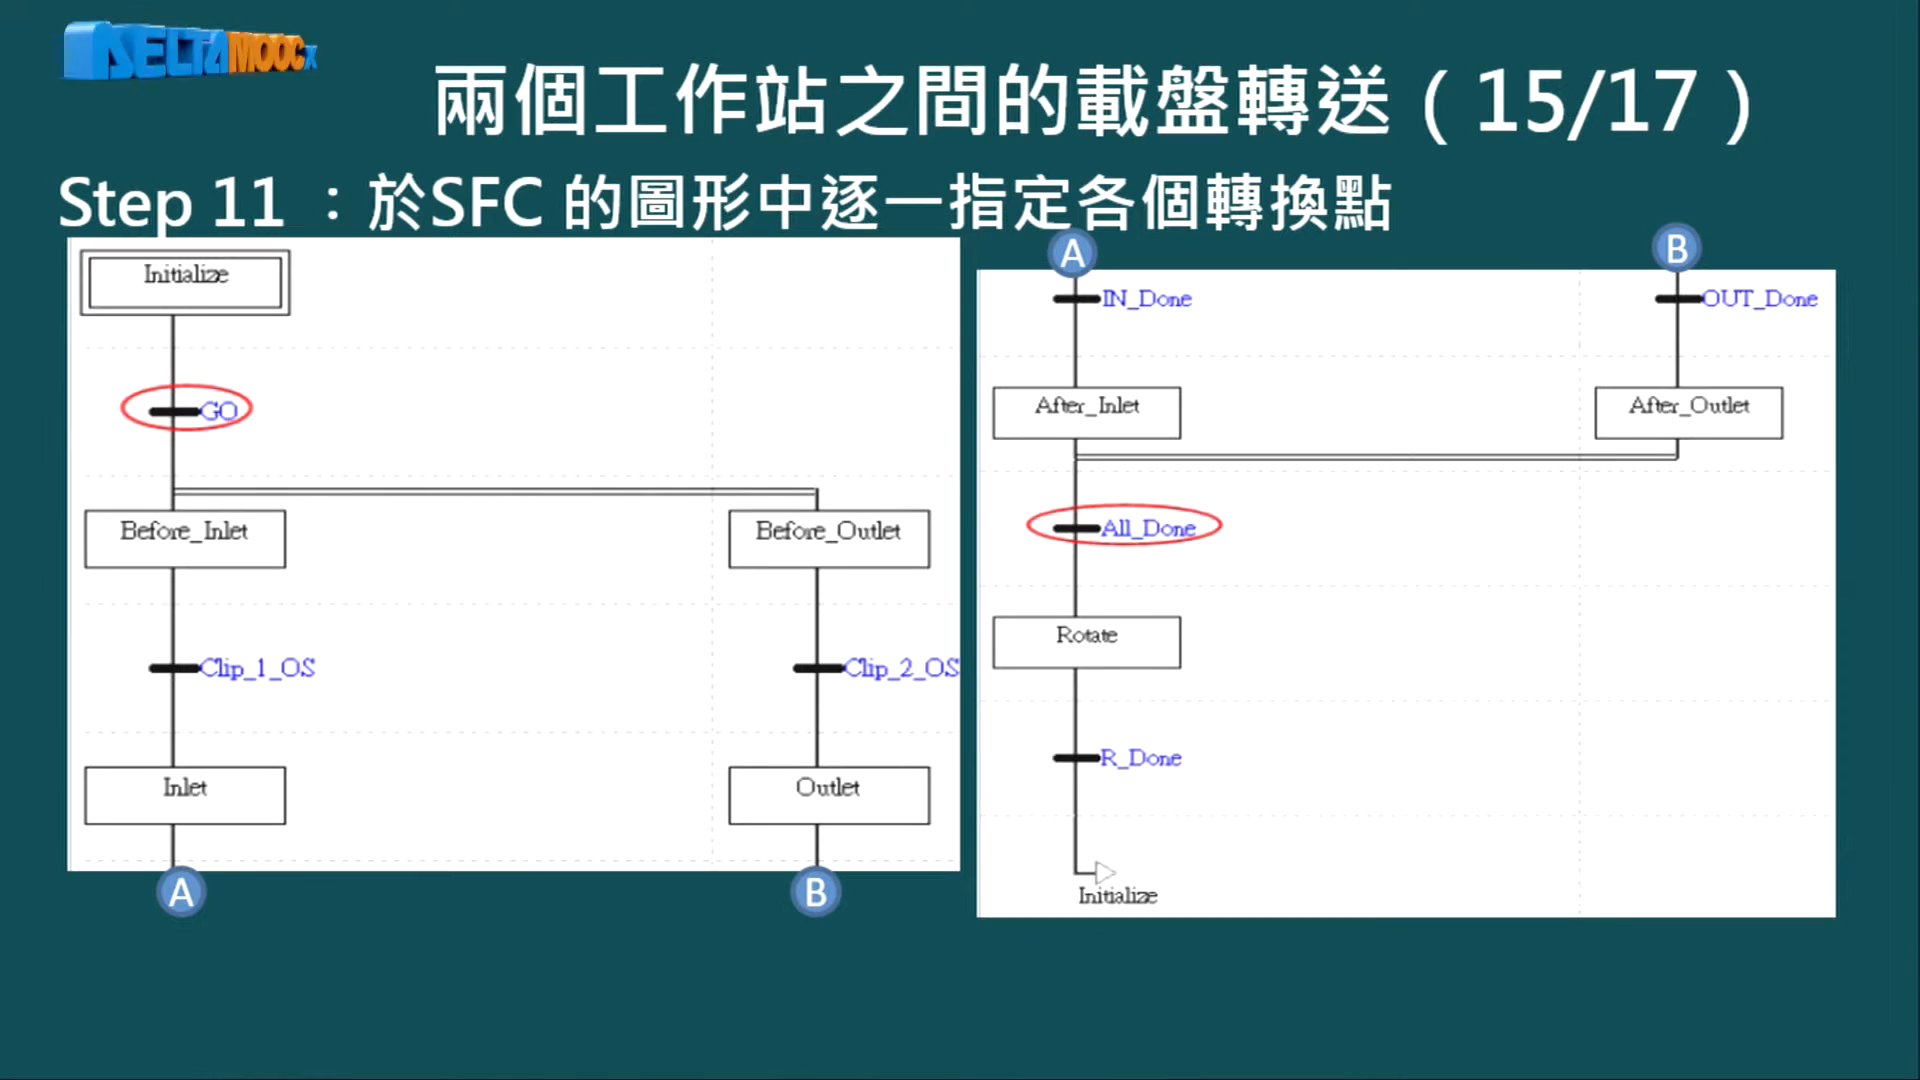 DELTAMOOCx
兩個工作站之間的載盤轉送（15/17）
Step 11 ：於SFC 的圖形中逐一指定各個轉換點
Initialize
GO
Before_Inlet
Before_Outlet
Clip_1_OS
Clip_2_OS
Inlet
Outlet
A
B
A
B
IN_Done
OUT_Done
After_Inlet
After_Outlet
All_Done
Rotate
R_Done
Initialize